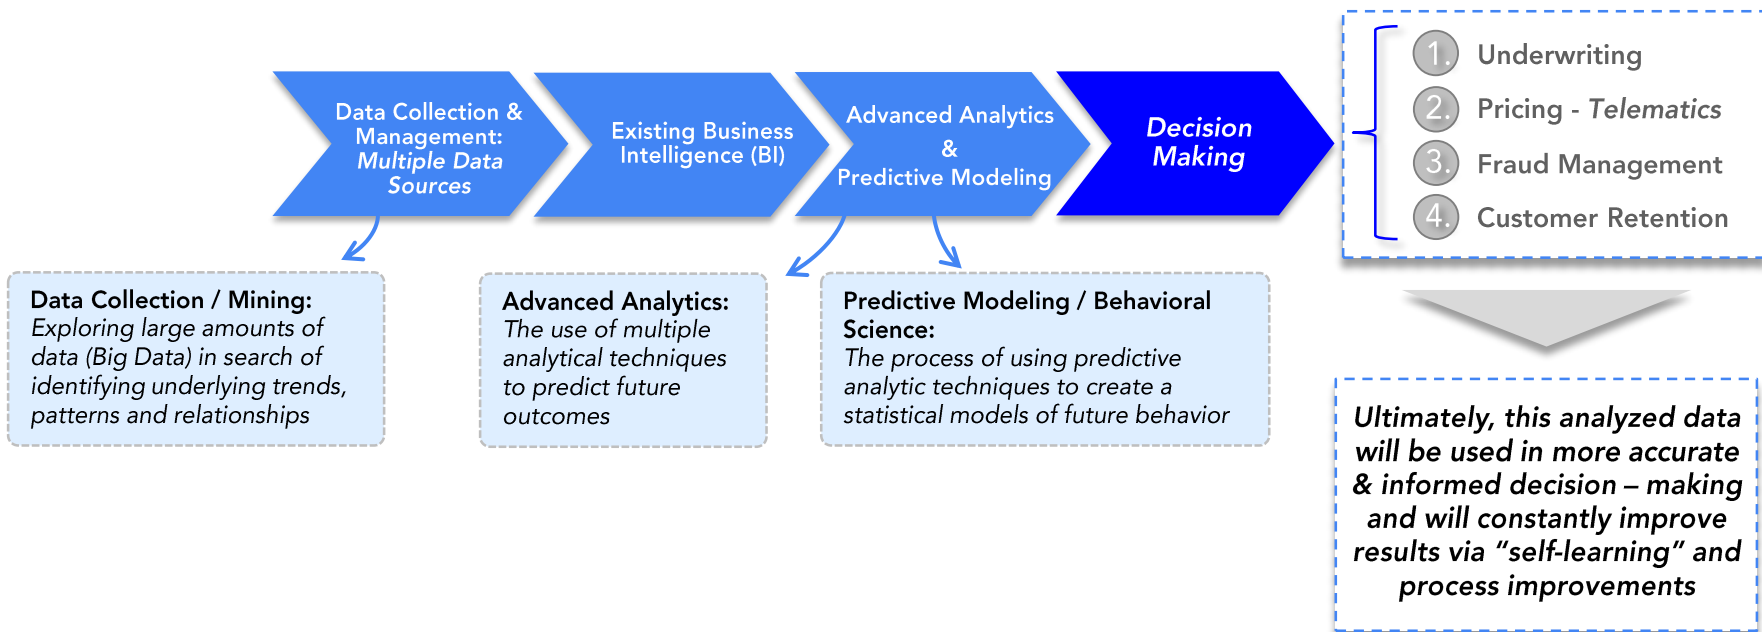 Data Collection &
Management:
Multiple Data
Sources
Existing Business
Intelligence (BI)
Advanced Analytics
&
Predictive Modeling
Decision
Making
1. Underwriting
2. Pricing - Telematics
3. Fraud Management
4. Customer Retention
Data Collection / Mining:
Exploring large amounts of
data (Big Data) in search of
identifying underlying trends,
patterns and relationships
Advanced Analytics:
The use of multiple
analytical techniques
to predict future
outcomes
Predictive Modeling / Behavioral
Science:
The process of using predictive
analytic techniques to create a
statistical models of future behavior
Ultimately, this analyzed data
will be used in more accurate
& informed decision – making
and will constantly improve
results via “self-learning” and
process improvements